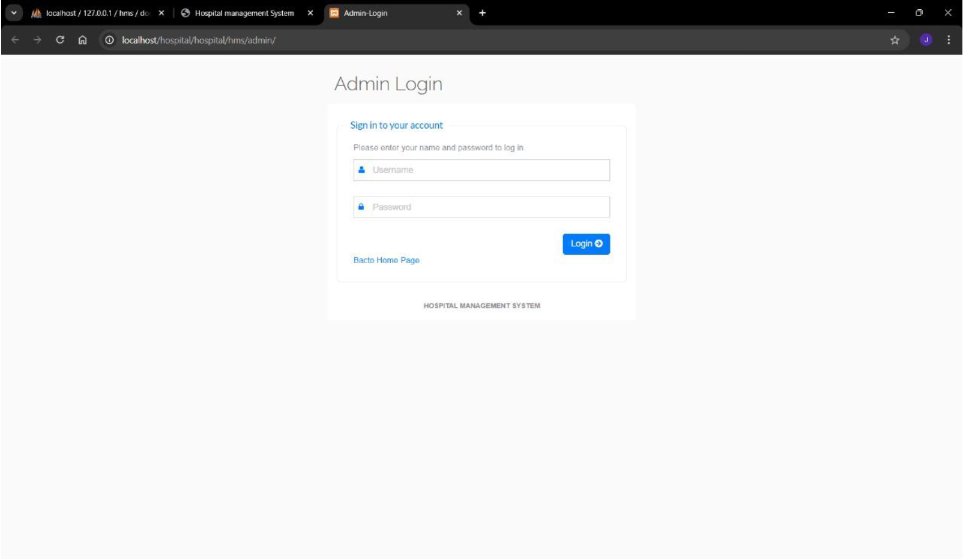 localhost / 127.0.0.1 / hms / do
Hospital management System
Admin-Login
localhost/hospital/hospital/hms/admin/
J
Admin Login
Sign in to your account
Please enter your name and password to log in.
Username
Password
Login
Bacto Home Page
HOSPITAL MANAGEMENT SYSTEM